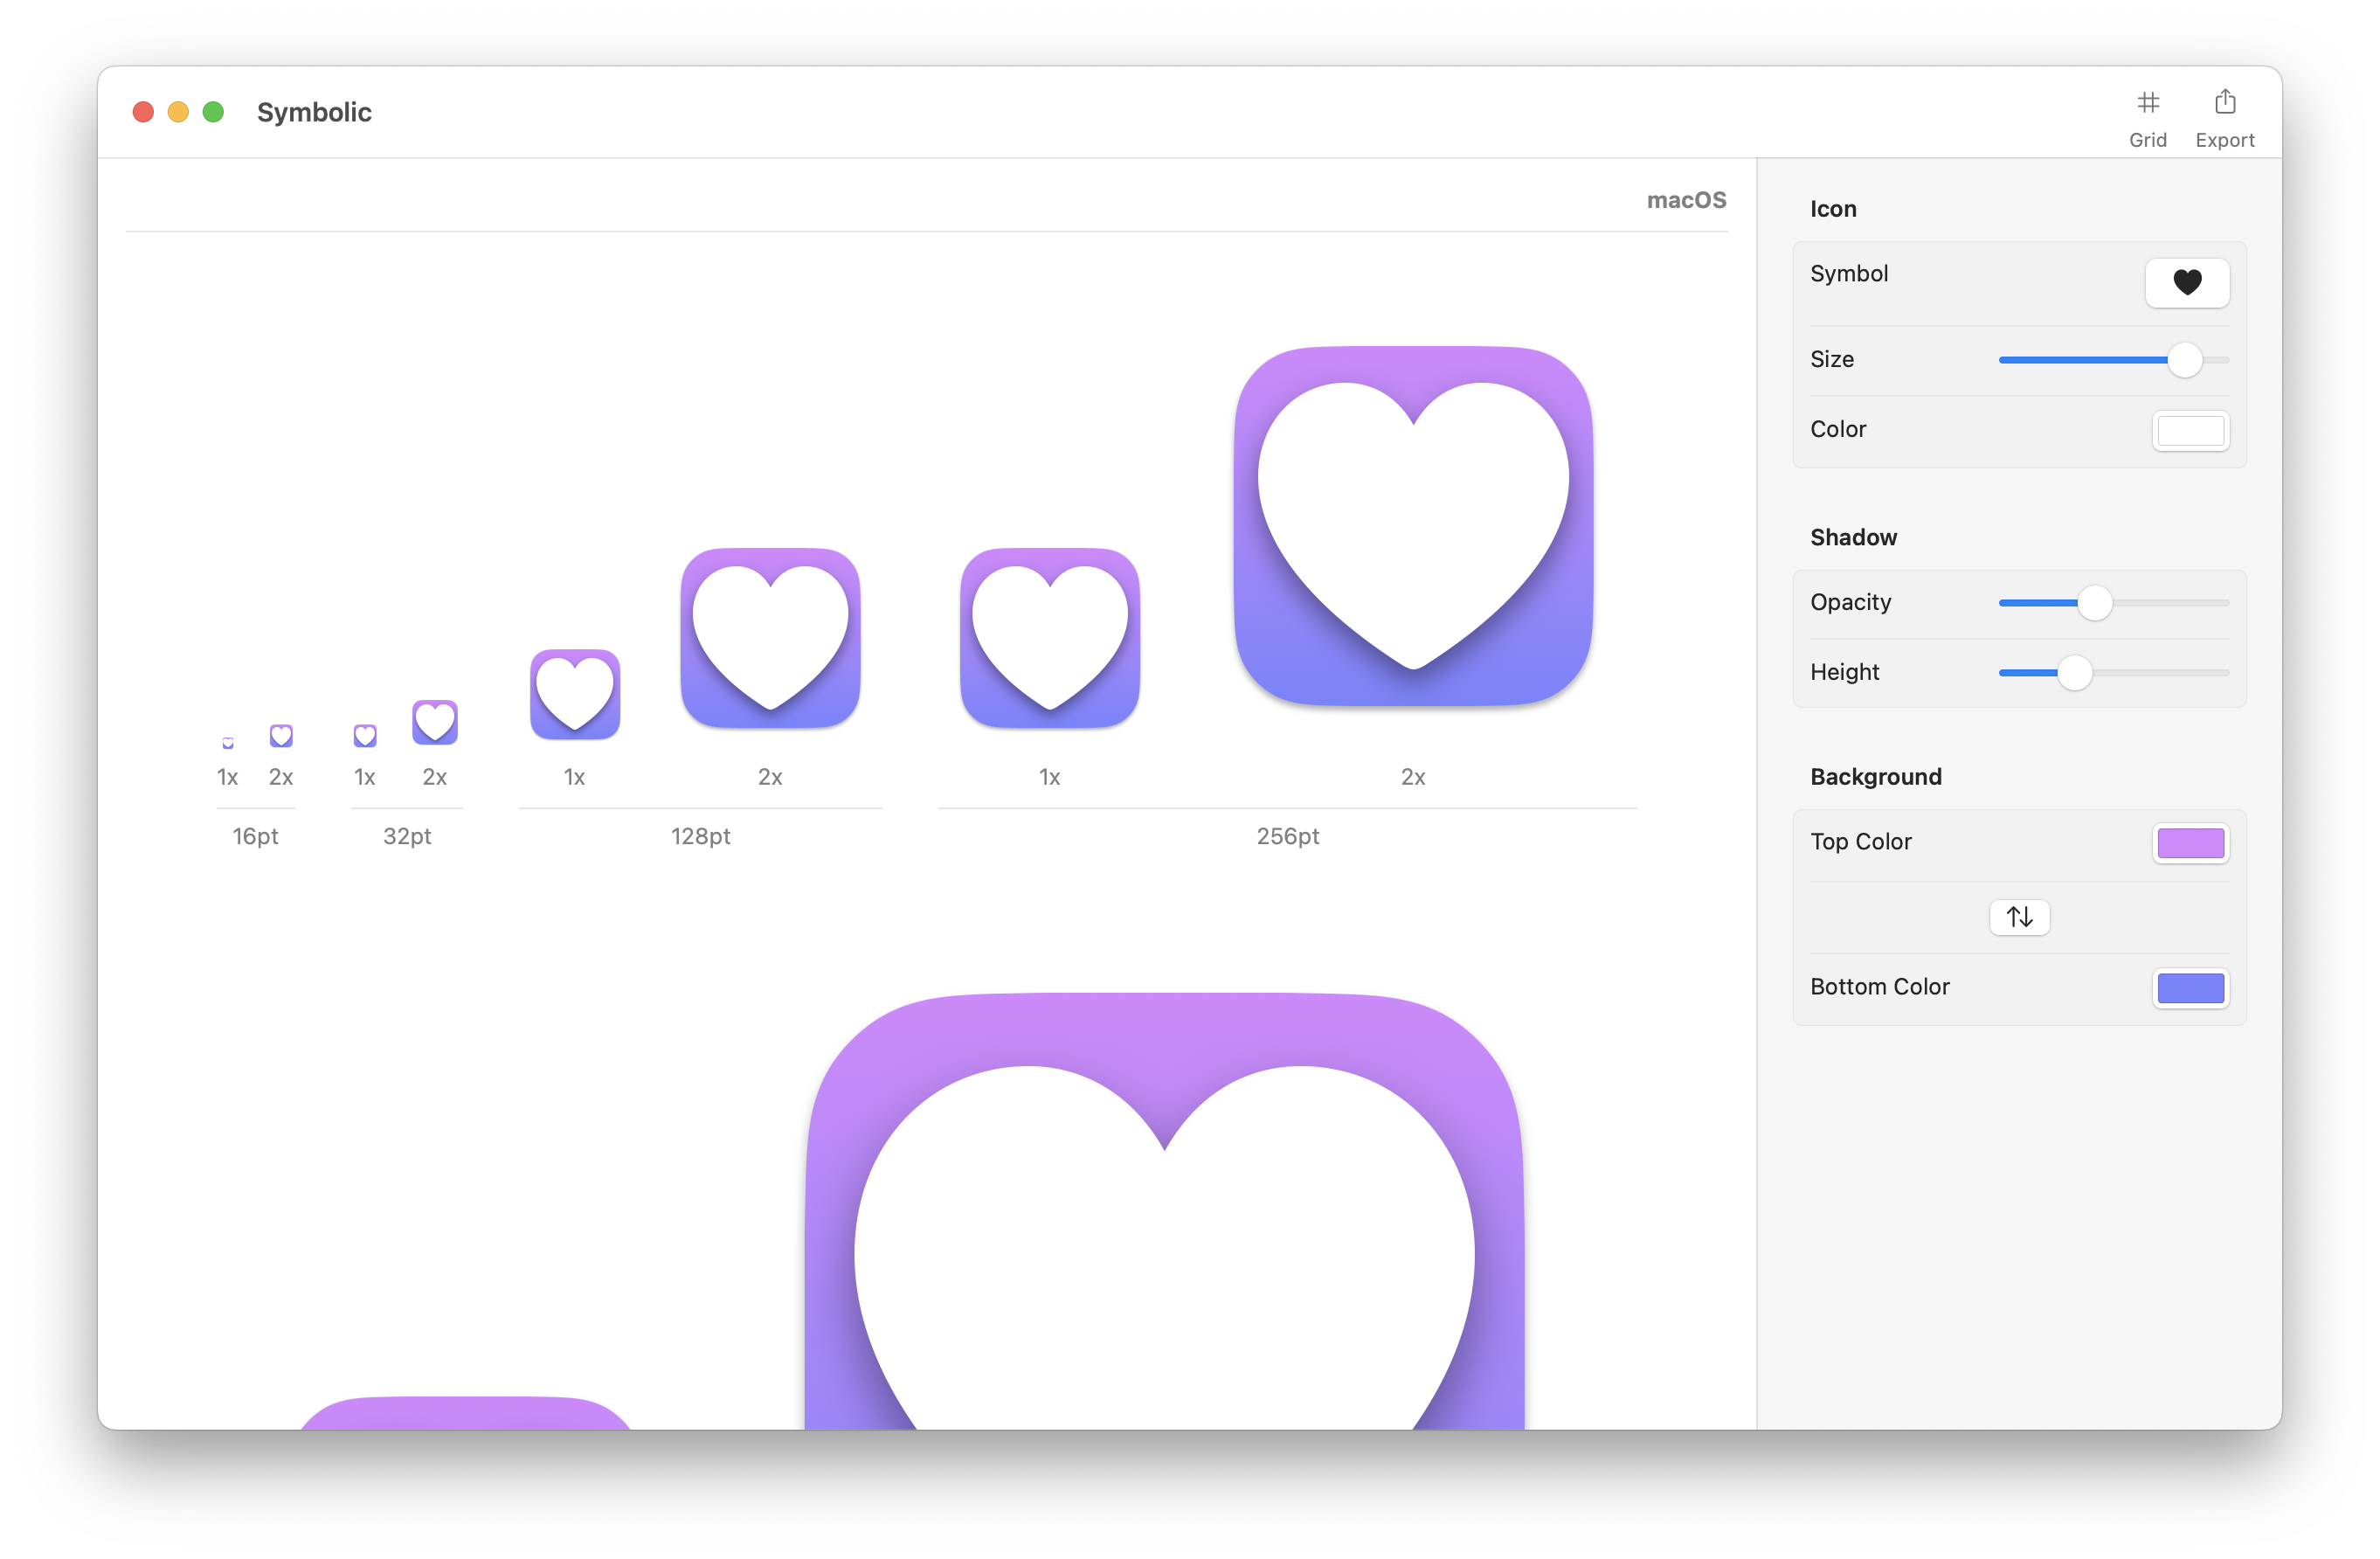 Symbolic
Grid
Export
macOS
1x
2x
1x
2x
1x
2x
1x
2x
16pt
32pt
128pt
256pt
Icon
Symbol
Size
Color
Shadow
Opacity
Height
Background
Top Color
Bottom Color